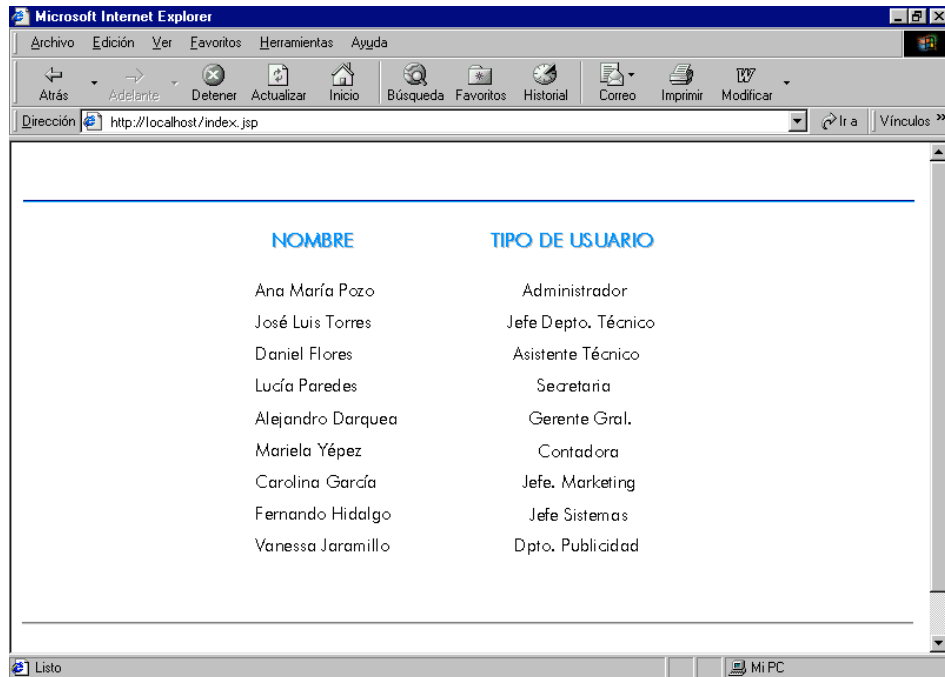 Microsoft Internet Explorer
Archivo Edición Ver Favoritos Herramientas Ayuda
Atrás Adelante Detener Actualizar Inicio Búsqueda Favoritos Historial Correo Imprimir Modificar
Dirección http://localhost/index.jsp Ir a Vínculos »
NOMBRE TIPO DE USUARIO
Ana María Pozo Administrador
José Luis Torres Jefe Depto. Técnico
Daniel Flores Asistente Técnico
Lucía Paredes Secretaria
Alejandro Darquea Gerente Gral.
Mariela Yépez Contadora
Carolina García Jefe. Marketing
Fernando Hidalgo Jefe Sistemas
Vanessa Jaramillo Dpto. Publicidad
Listo Mi PC